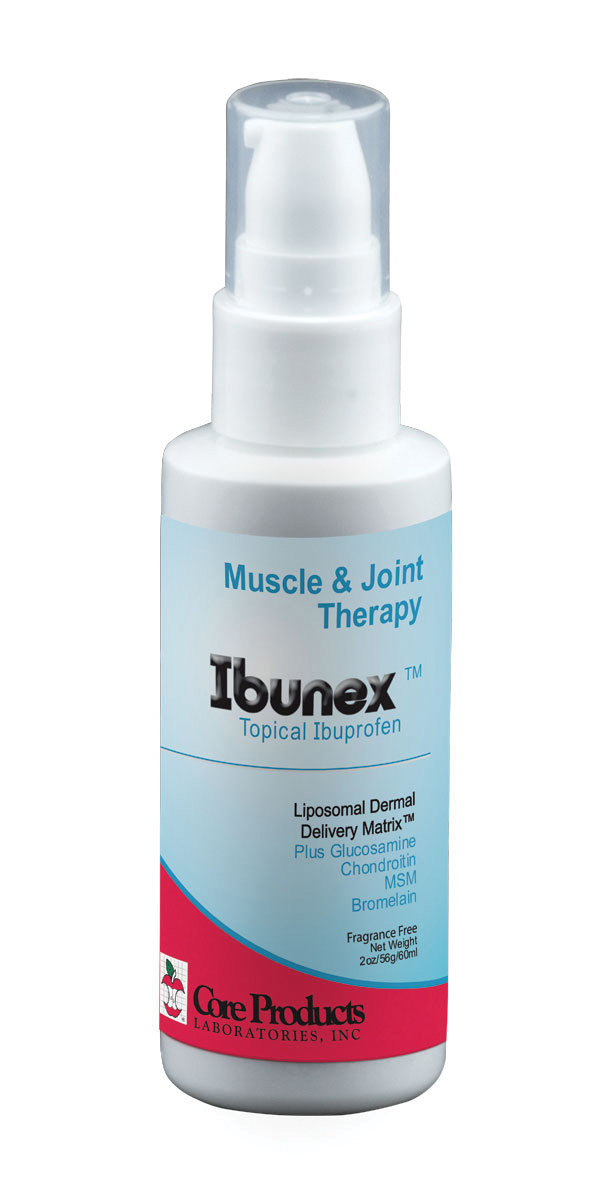 Muscle & Joint
Therapy
Ibunex™
Topical Ibuprofen
Liposomal Dermal
Delivery Matrix™
Plus Glucosamine
Chondroitin
MSM
Bromelain
Fragrance Free
Net Weight
2oz/56g/60ml
Core Products
LABORATORIES, INC